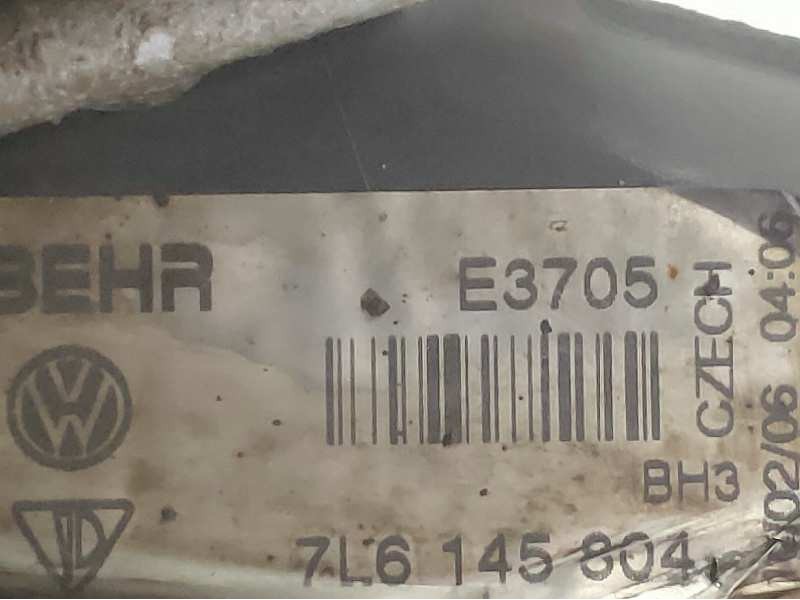 BEHR
E3705
CZECH
BH3
7L6 145 804
/02/06 04:06